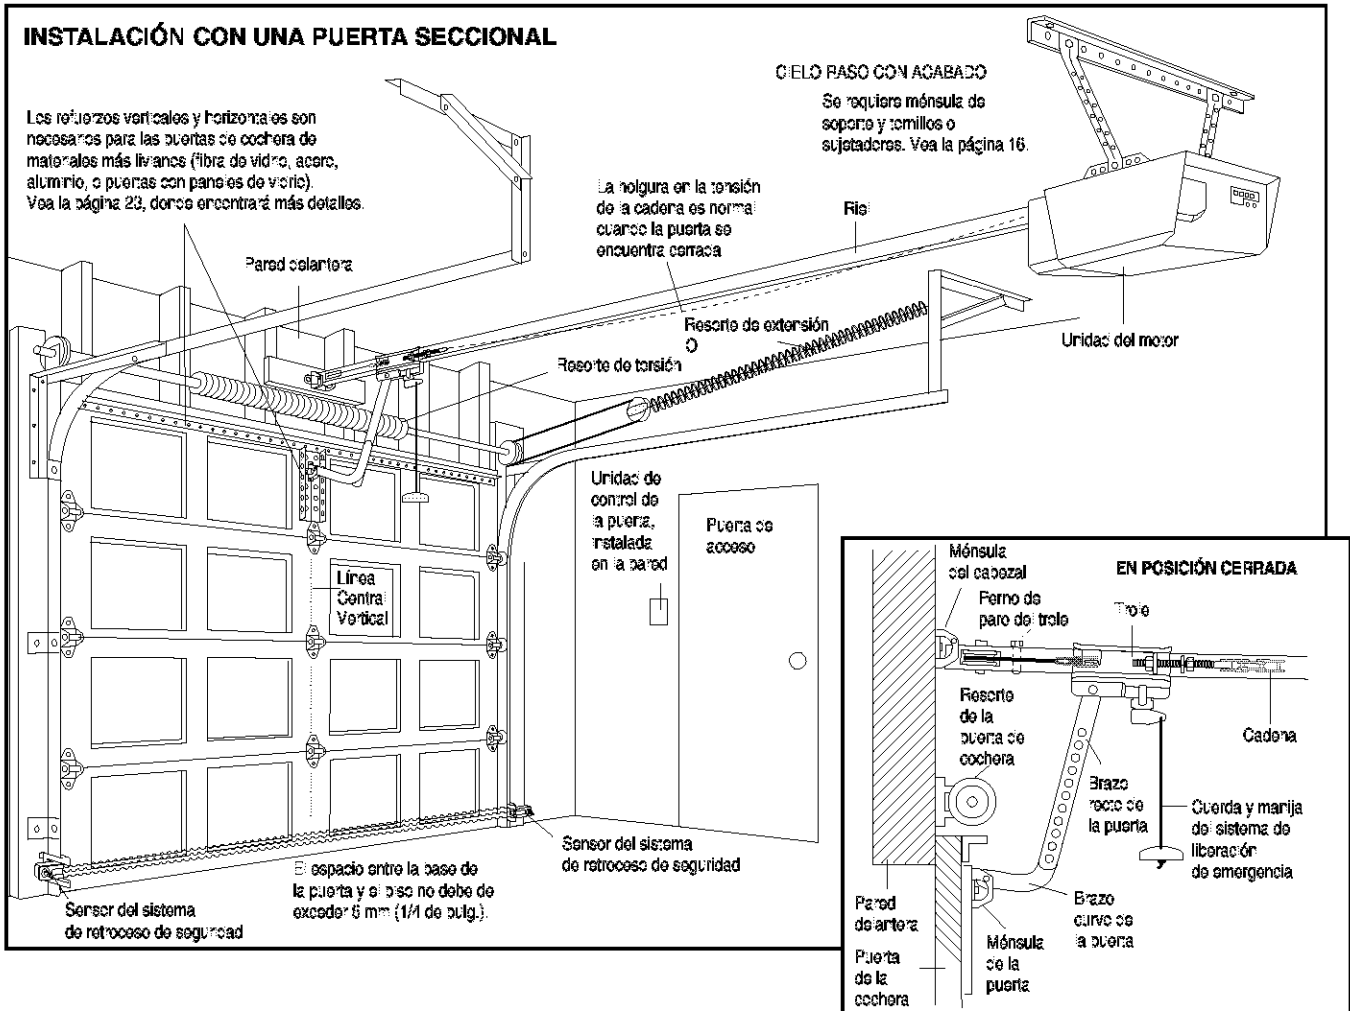 INSTALACIÓN CON UNA PUERTA SECCIONAL
Los refuerzos verticales y horizontales son
necesarios para las puertas de cochera de
materiales más livianos (fibra de vidrio, acero,
aluminio, o puertas con paneles de vidrio).
Vea la página 23, donde encontrará más detalles.
Pared delantera
CIELO RASO CON ACABADO
Se requiere ménsula de
soporte y tornillos o
sujetadores. Vea la página 16.
La holgura en la tensión
de la cadena es normal
cuando la puerta se
encuentra cerrada
Riel
Resorte de extensión
O
Resorte de torsión
Unidad del motor
Unidad de
control de
la puerta,
instalada
en la pared
Puerta de
acceso
Línea
Central
Vertical
Sensor del sistema
de retroceso de seguridad
El espacio entre la base de
la puerta y el piso no debe de
exceder 6 mm (1/4 de pulg.).
Sensor del sistema
de retroceso de seguridad
EN POSICIÓN CERRADA
Ménsula
del cabezal
Perno de
paro del trole
Trole
Cadena
Resorte
de la
puerta de
cochera
Brazo
recto de
la puerta
Cuerda y manija
del sistema de
liberación
de emergencia
Pared
delantera
Brazo
curvo de
la puerta
Ménsula
de la
puerta
Puerta
de la
cochera